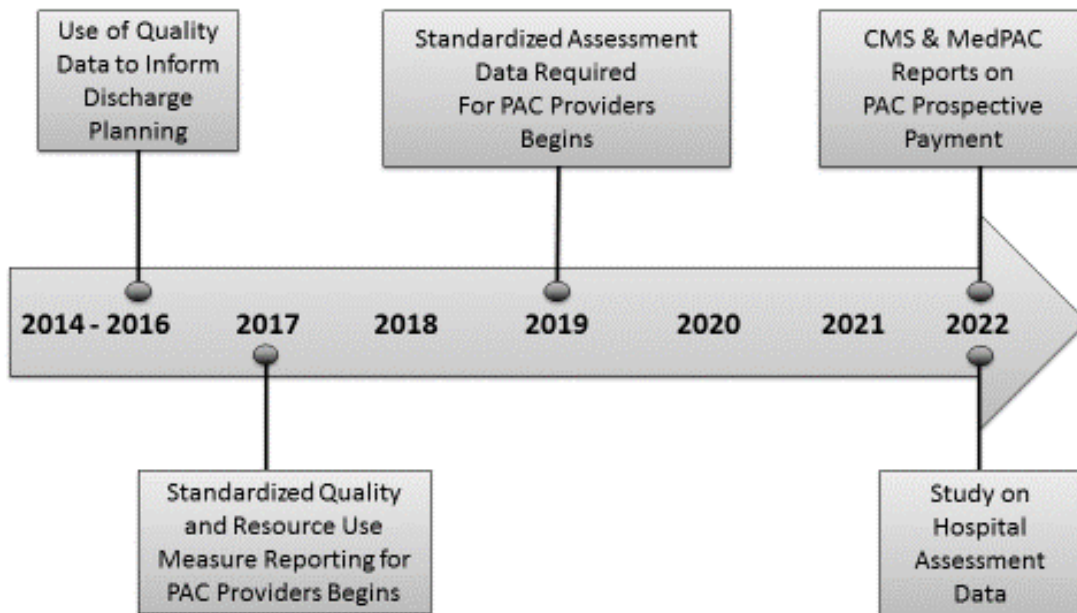 Use of Quality
Data to Inform
Discharge
Planning
Standardized Assessment
Data Required
For PAC Providers
Begins
CMS & MedPAC
Reports on
PAC Prospective
Payment
2014 - 2016 2017 2018 2019 2020 2021 2022
Standardized Quality
and Resource Use
Measure Reporting for
PAC Providers Begins
Study on
Hospital
Assessment
Data